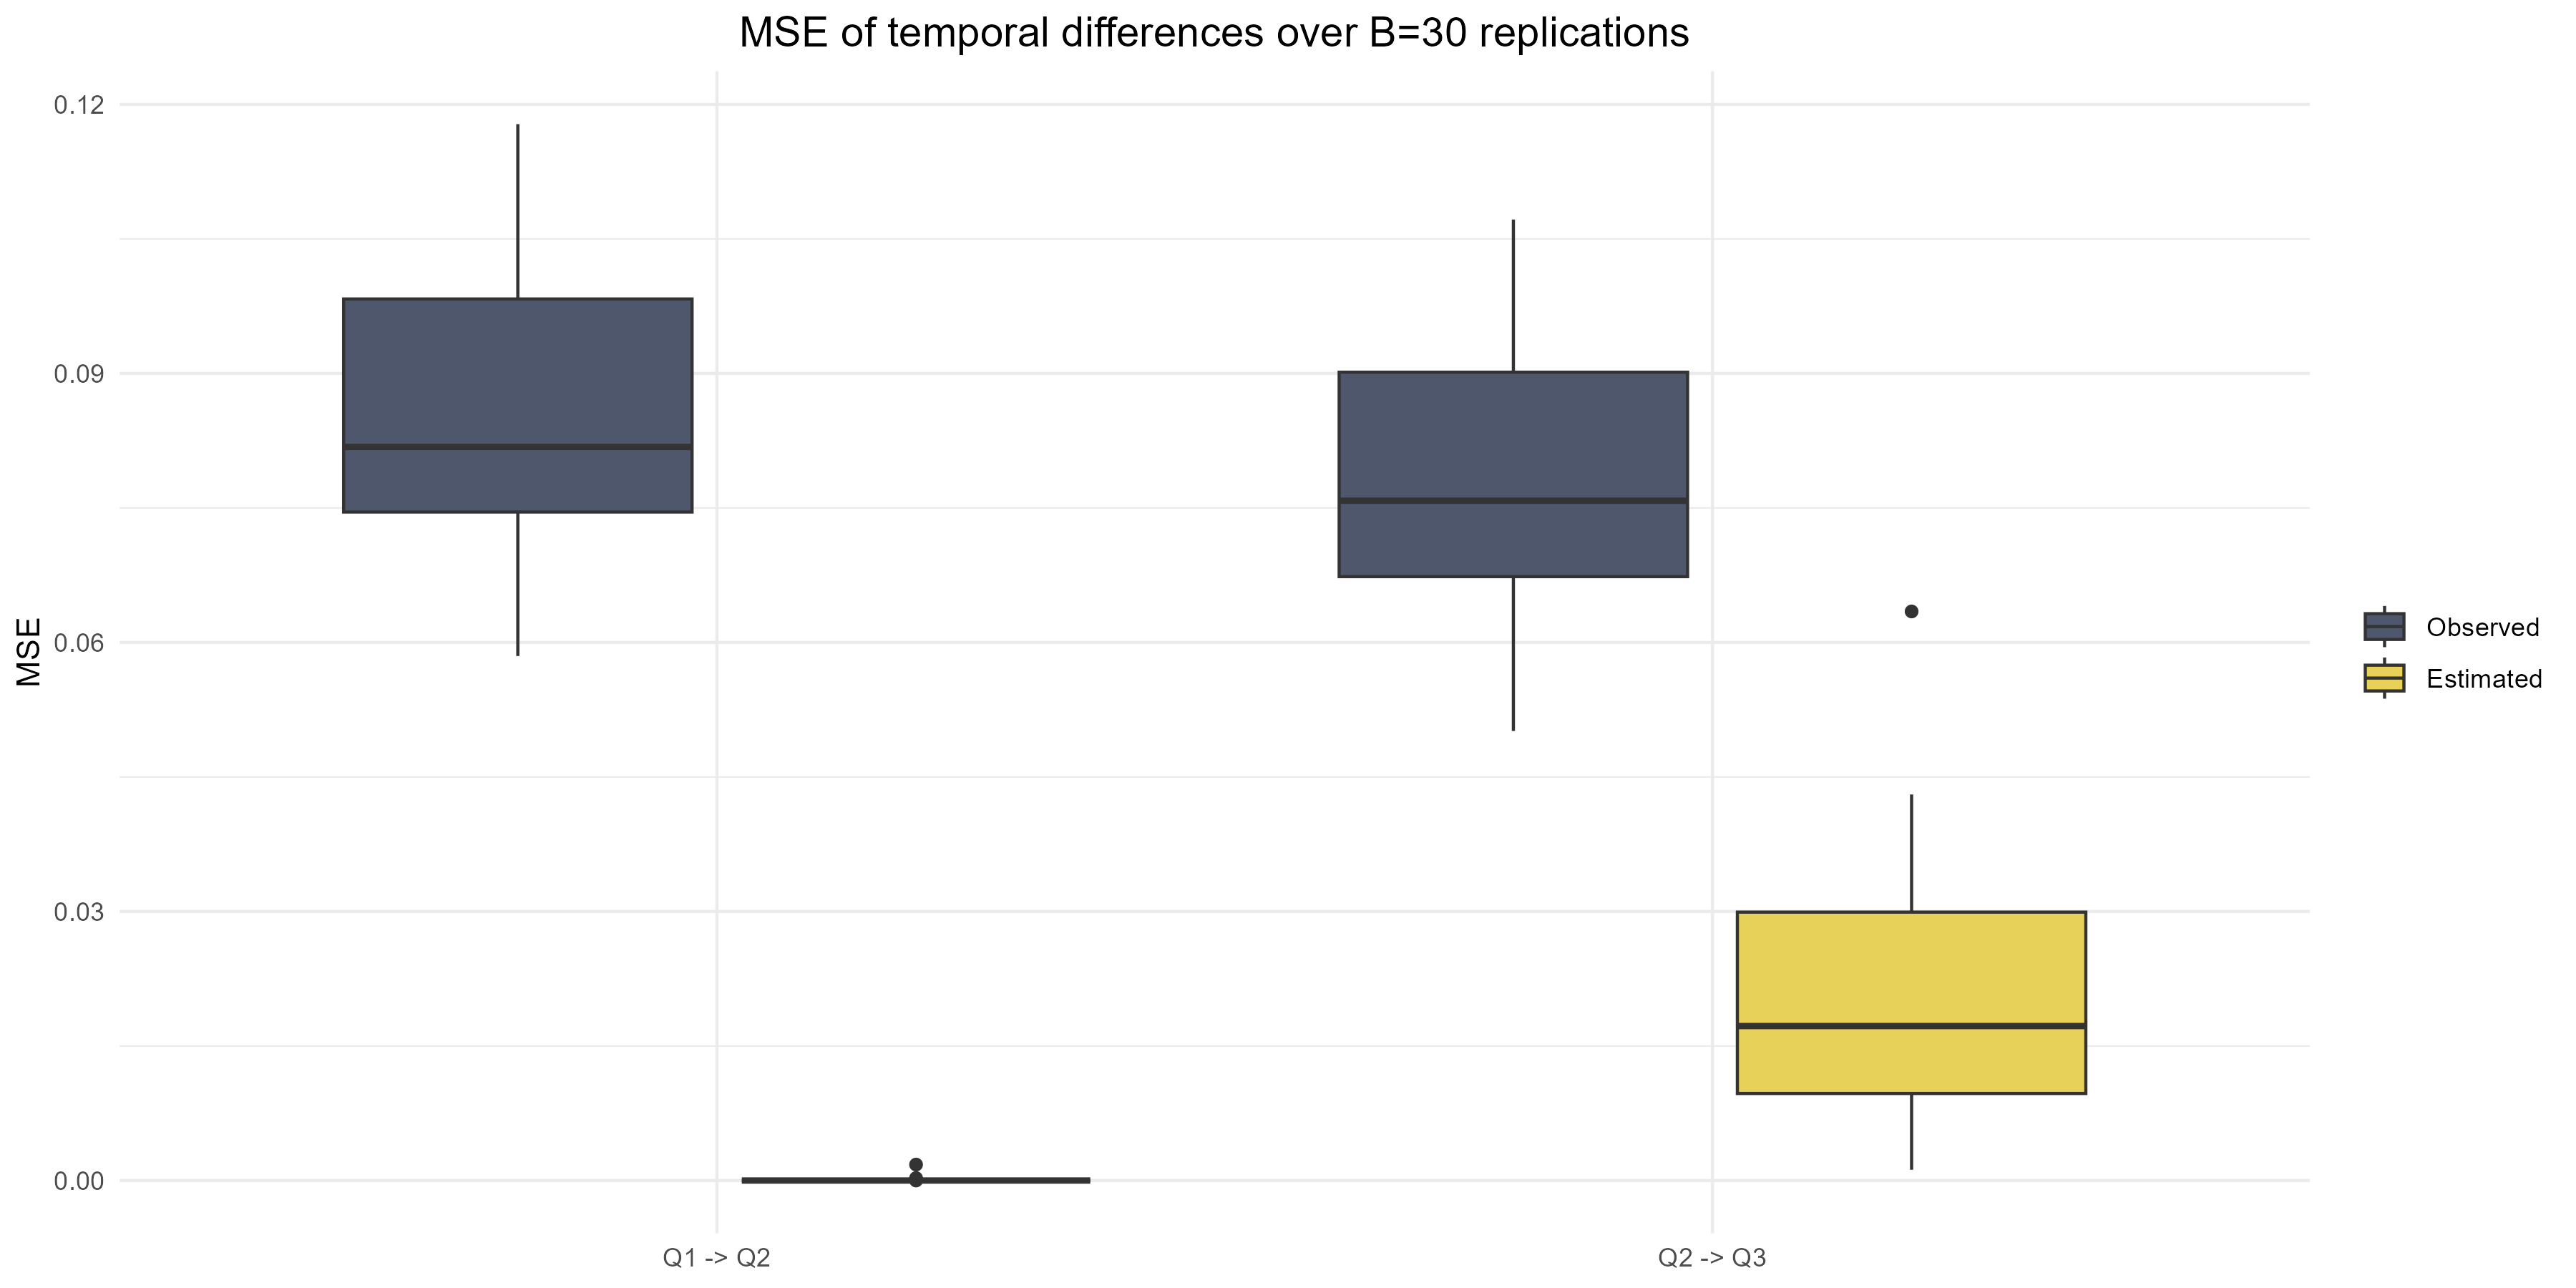 MSE of temporal differences over B=30 replications
0.12
0.09
0.06
0.03
0.00
MSE
Q1 -> Q2
Q2 -> Q3
Observed
Estimated